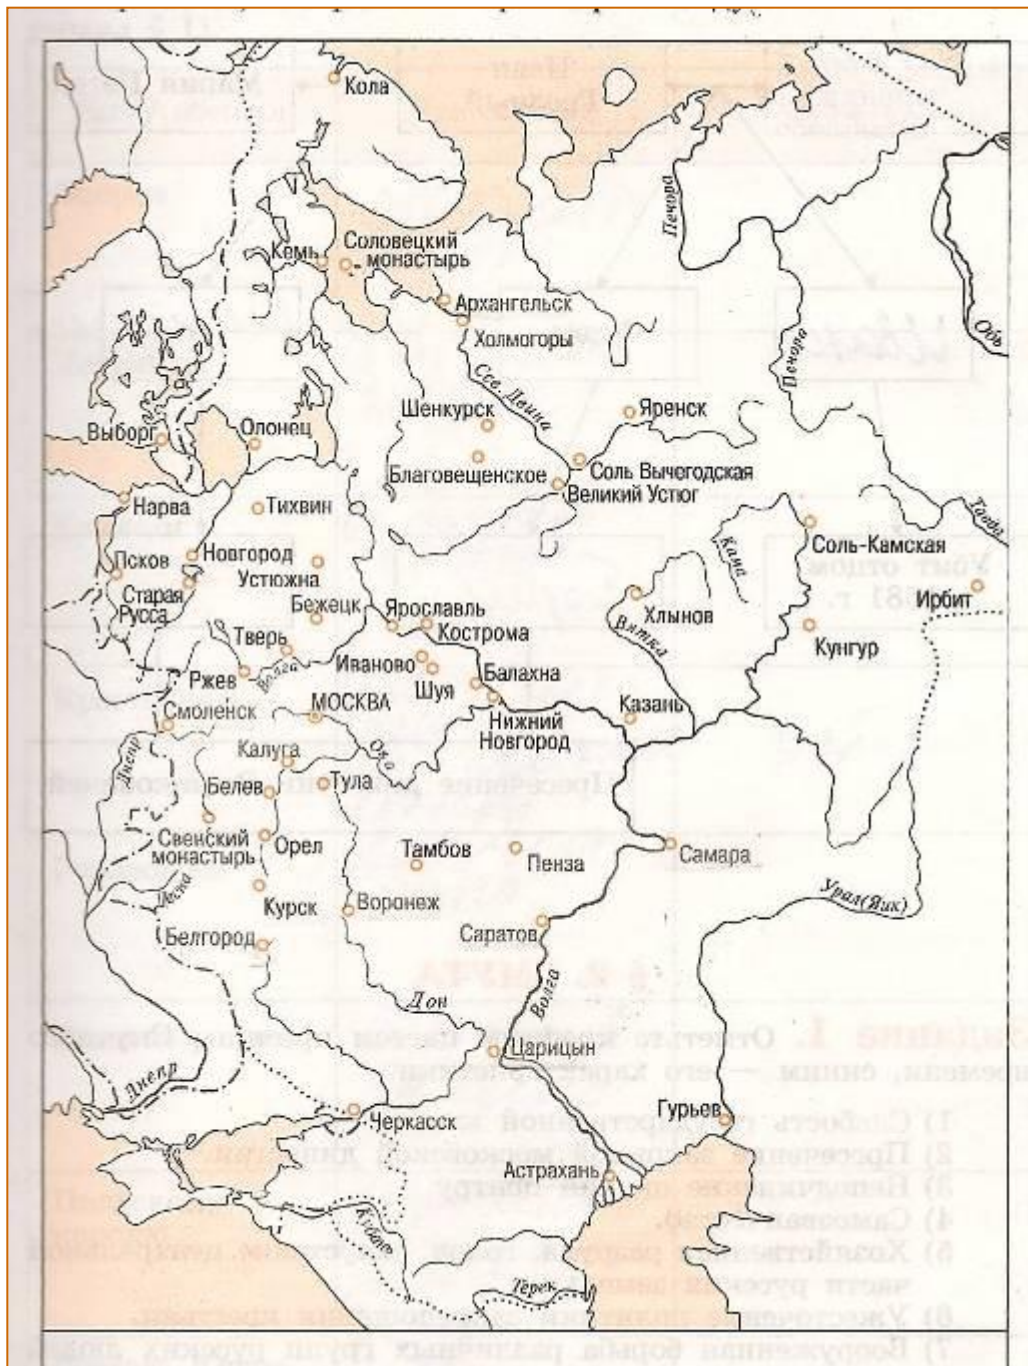 Кола
Печора
Кемь
Соловецкий
монастырь
Архангельск
Холмогоры
Обь
Печора
Сев. Двина
Шенкурск
Яренск
Выборг
Олонец
Благовещенское
Соль Вычегодская
Великий Устюг
Нарва
Тихвин
Тавда
Псков
Новгород
Устюжна
Кама
Соль-Камская
Старая
Русса
Бежецк
Ярославль
Кострома
Хлынов
Ирбит
Тверь
Вятка
Кунгур
Ржев
Волга
Иваново
Шуя
Балахна
Смоленск
МОСКВА
Нижний
Новгород
Казань
Днепр
Калуга
Ока
Белев
Тула
Свенский
монастырь
Орел
Тамбов
Пенза
Самара
Десна
Курск
Воронеж
Урал(Яик)
Белгород
Саратов
Волга
Дон
Царицын
Днепр
Черкасск
Гурьев
Астрахань
Кубань
Терек